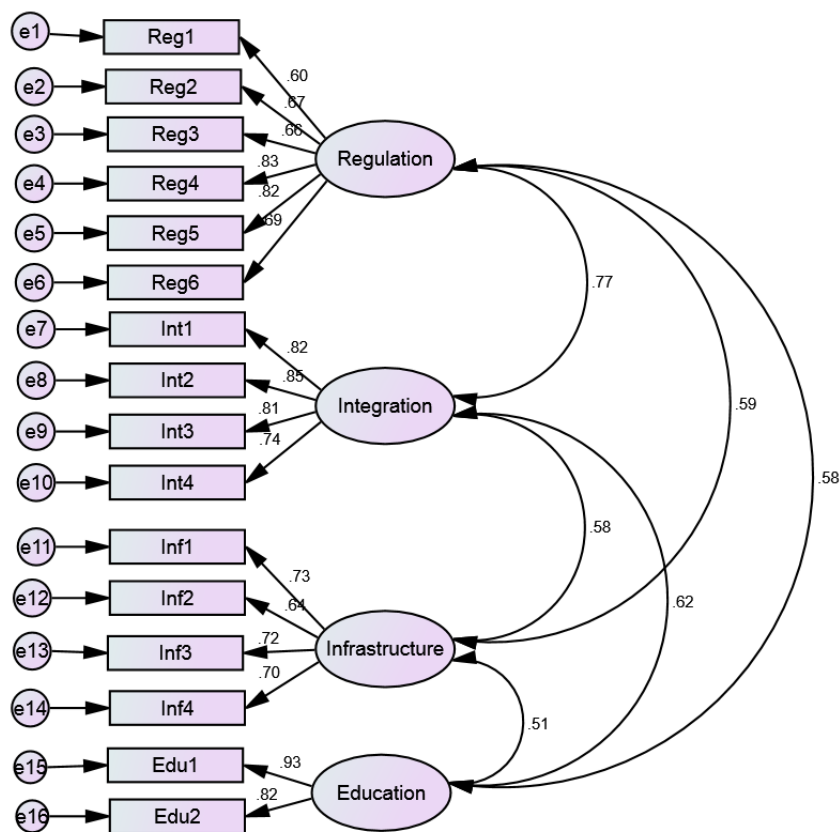 e1
Reg1
.60
e2
Reg2
.67
e3
Reg3
.66
Regulation
e4
Reg4
.83
e5
Reg5
.82
e6
Reg6
.69
.77
e7
Int1
.82
e8
Int2
.85
Integration
.59
e9
Int3
.81
e10
Int4
.74
.58
e11
Inf1
.73
.58
e12
Inf2
.64
.62
e13
Inf3
.72
Infrastructure
e14
Inf4
.70
.51
e15
Edu1
.93
Education
e16
Edu2
.82